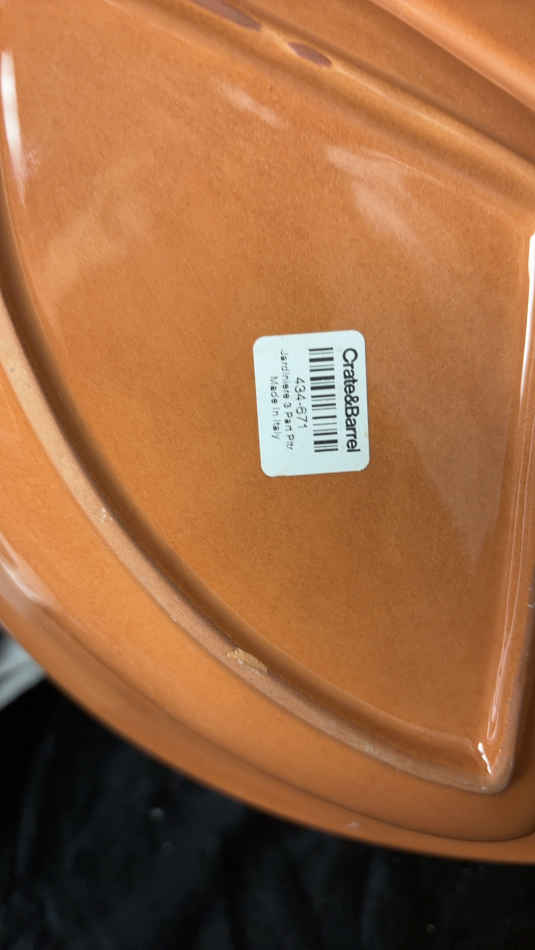 Crate&Barrel
434-671
Jardiniere 3 Part Pltr
Made in Italy